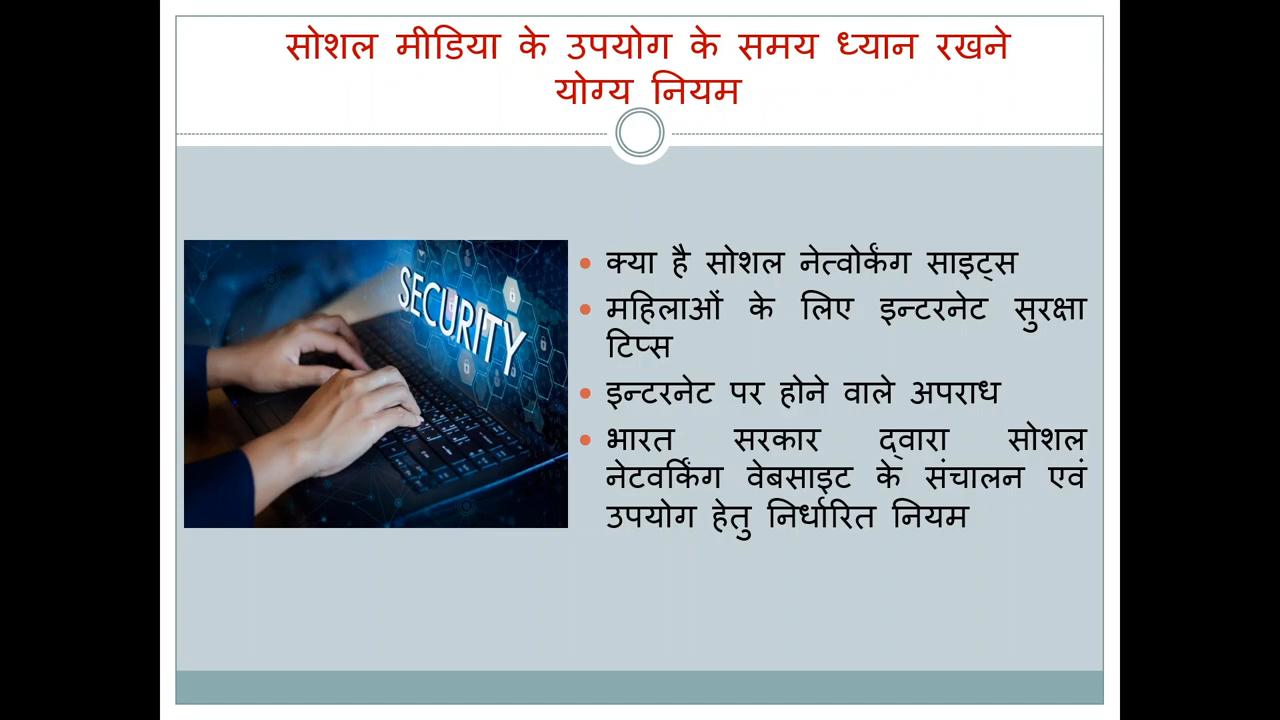 सोशल मीडिया के उपयोग के समय ध्यान रखने
योग्य नियम
SECURITY
क्या है सोशल नेत्वोर्कंग साइट्स
महिलाओं के लिए इन्टरनेट सुरक्षा
टिप्स
इन्टरनेट पर होने वाले अपराध
भारत सरकार द्वारा सोशल
नेटवर्किंग वेबसाइट के संचालन एवं
उपयोग हेतु निर्धारित नियम